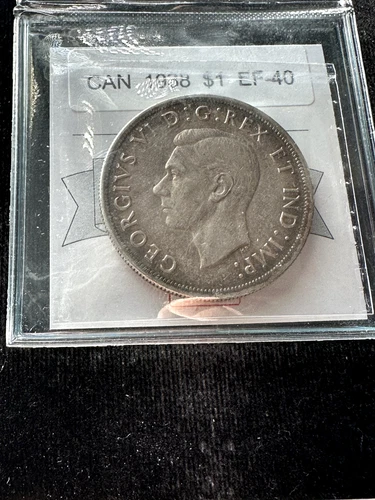 CAN 1938 $1 EF-40
GEORGIVS VI D:G:REX ET IND:IMP: